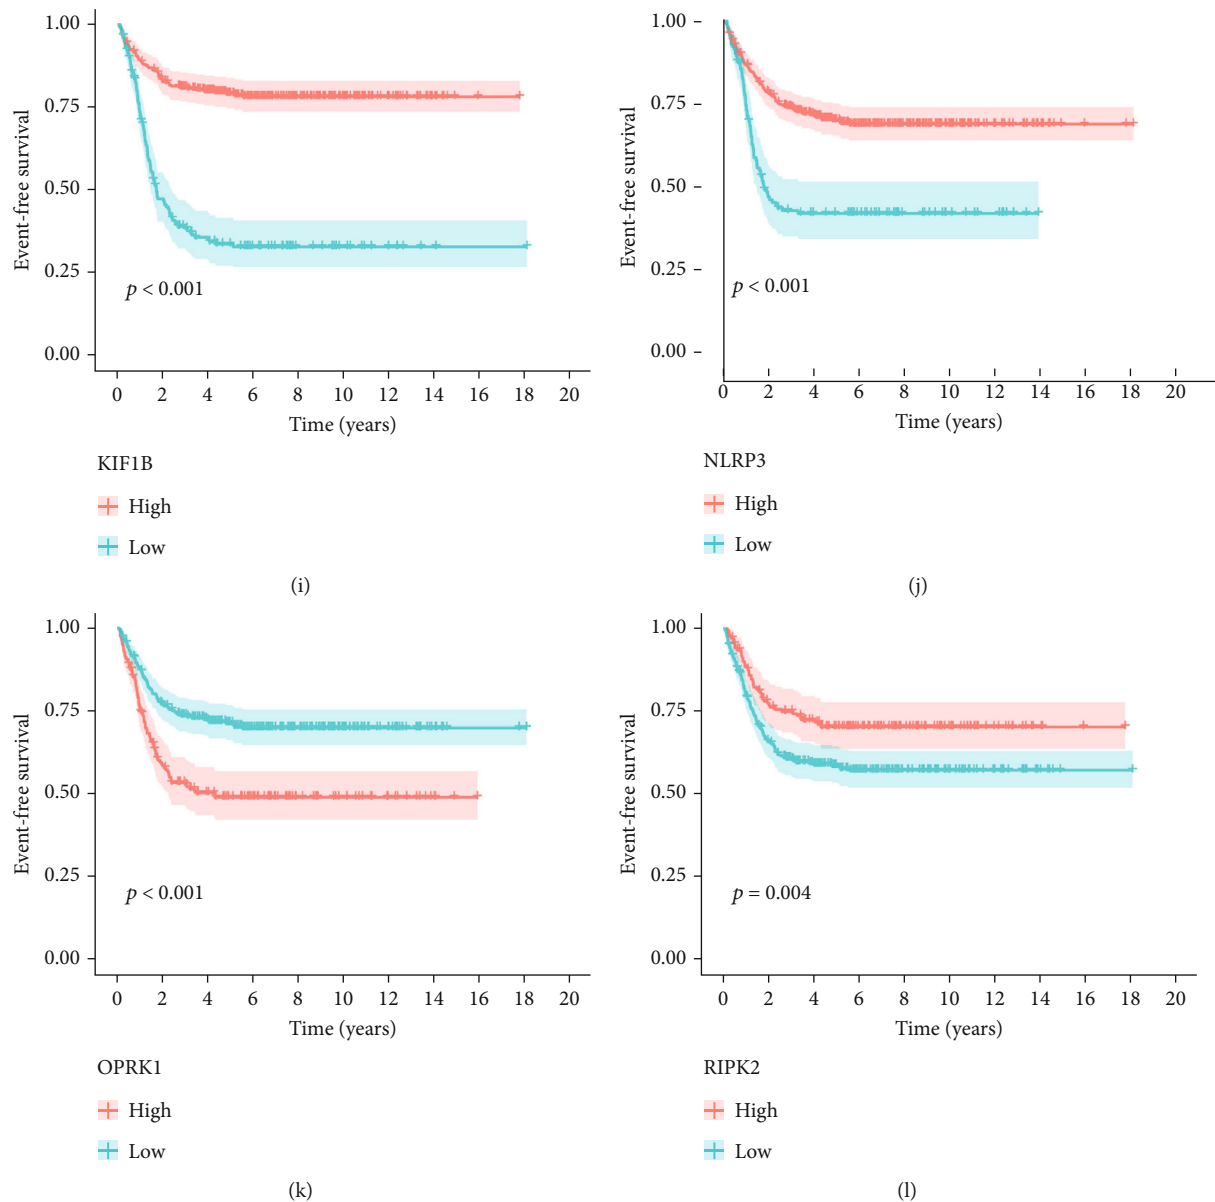 1.00
0.75
0.50
0.25
0.00
Event-free survival
p < 0.001
0 2 4 6 8 10 12 14 16 18 20
Time (years)
KIF1B
High
Low
(i)
1.00
0.75
0.50
0.25
0.00
Event-free survival
p < 0.001
0 2 4 6 8 10 12 14 16 18 20
Time (years)
NLRP3
High
Low
(j)
1.00
0.75
0.50
0.25
0.00
Event-free survival
p < 0.001
0 2 4 6 8 10 12 14 16 18 20
Time (years)
OPRK1
High
Low
(k)
1.00
0.75
0.50
0.25
0.00
Event-free survival
p = 0.004
0 2 4 6 8 10 12 14 16 18 20
Time (years)
RIPK2
High
Low
(l)